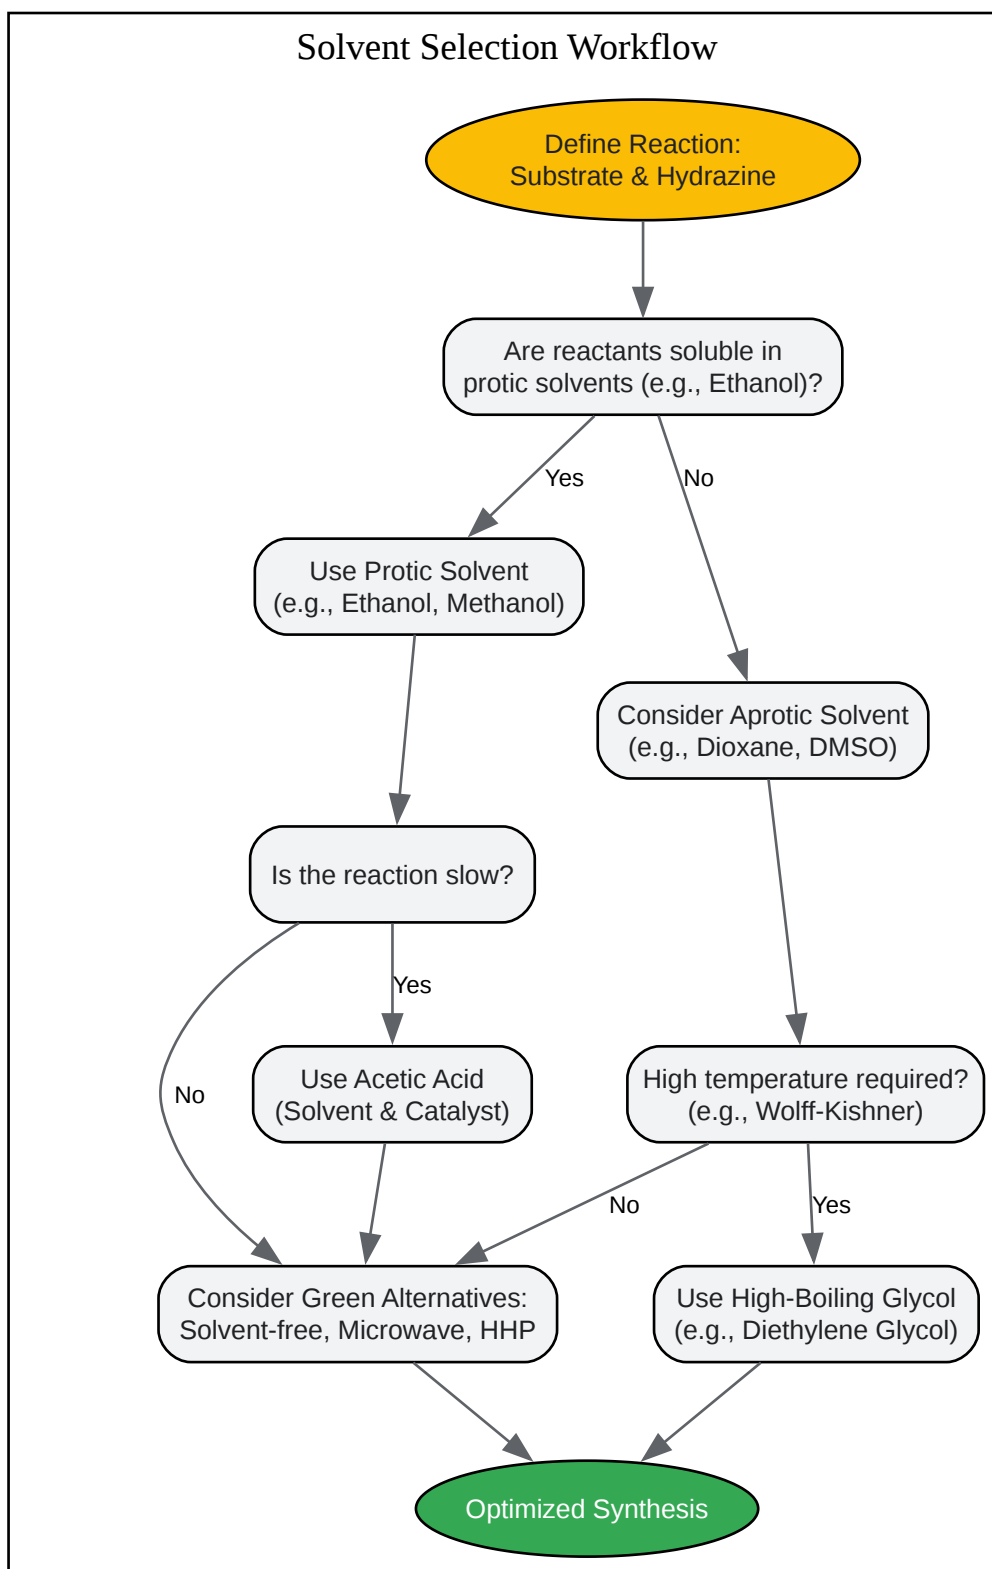 Solvent Selection Workflow
Define Reaction:
Substrate & Hydrazine
Are reactants soluble in
protic solvents (e.g., Ethanol)?
Yes
No
Use Protic Solvent
(e.g., Ethanol, Methanol)
Consider Aprotic Solvent
(e.g., Dioxane, DMSO)
Is the reaction slow?
Yes
No
Use Acetic Acid
(Solvent & Catalyst)
High temperature required?
(e.g., Wolff-Kishner)
No
Yes
Consider Green Alternatives:
Solvent-free, Microwave, HHP
Use High-Boiling Glycol
(e.g., Diethylene Glycol)
Optimized Synthesis